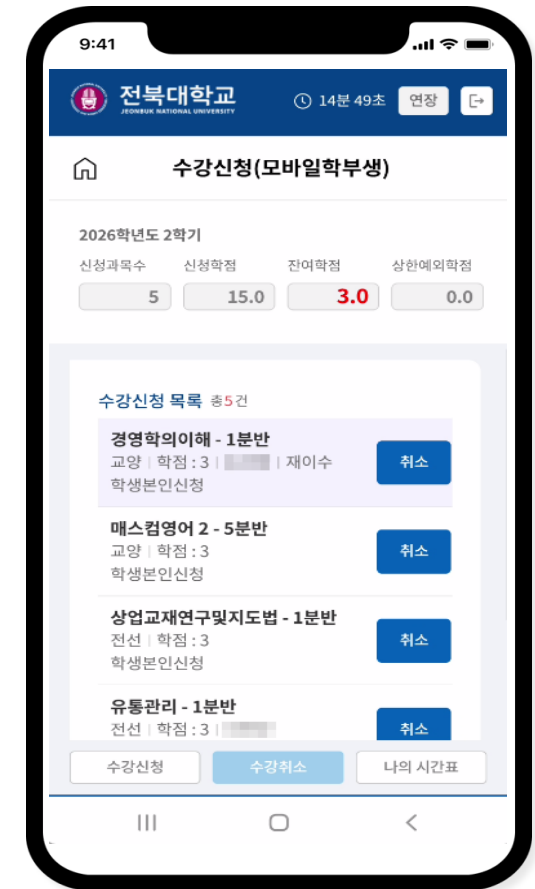 9:41
전북대학교
JEONBUK NATIONAL UNIVERSITY
14분 49초 연장
수강신청(모바일학부생)
2026학년도 2학기
신청과목수 신청학점 잔여학점 상한예외학점
5 15.0 3.0 0.0
수강신청 목록 총5건
경영학의이해 - 1분반
교양 | 학점 : 3 | | 재이수
학생본인신청
취소
매스컴영어 2 - 5분반
교양 | 학점 : 3
학생본인신청
취소
상업교재연구및지도법 - 1분반
전선 | 학점 : 3
학생본인신청
취소
유통관리 - 1분반
전선 | 학점 : 3 |
취소
수강신청 수강취소 나의 시간표